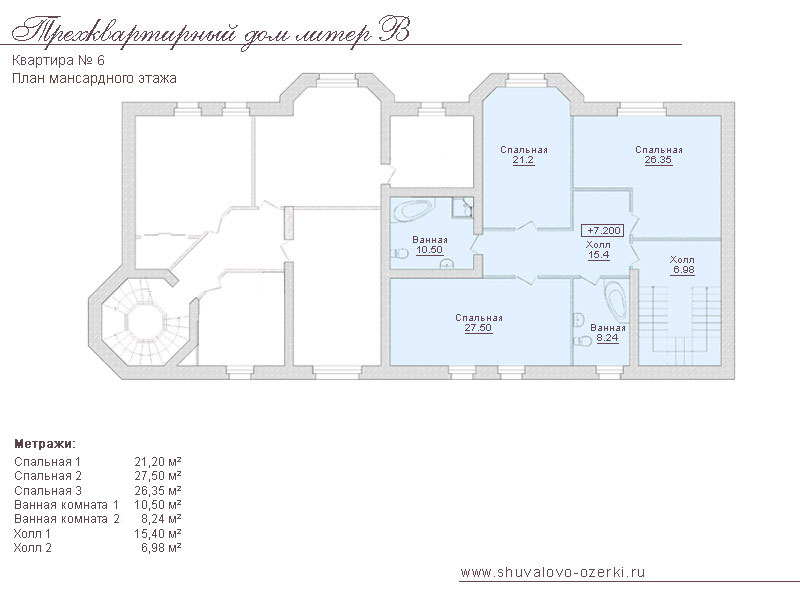 Трехквартирный дом литер В
Квартира № 6
План мансардного этажа
Спальная
21.2
Спальная
26.35
Ванная
10.50
+7.200
Холл
15.4
Холл
6.98
Спальная
27.50
Ванная
8.24
Метражи:
Спальная 1 21,20 м²
Спальная 2 27,50 м²
Спальная 3 26,35 м²
Ванная комната 1 10,50 м²
Ванная комната 2 8,24 м²
Холл 1 15,40 м²
Холл 2 6,98 м²
www.shuvalovo-ozerki.ru